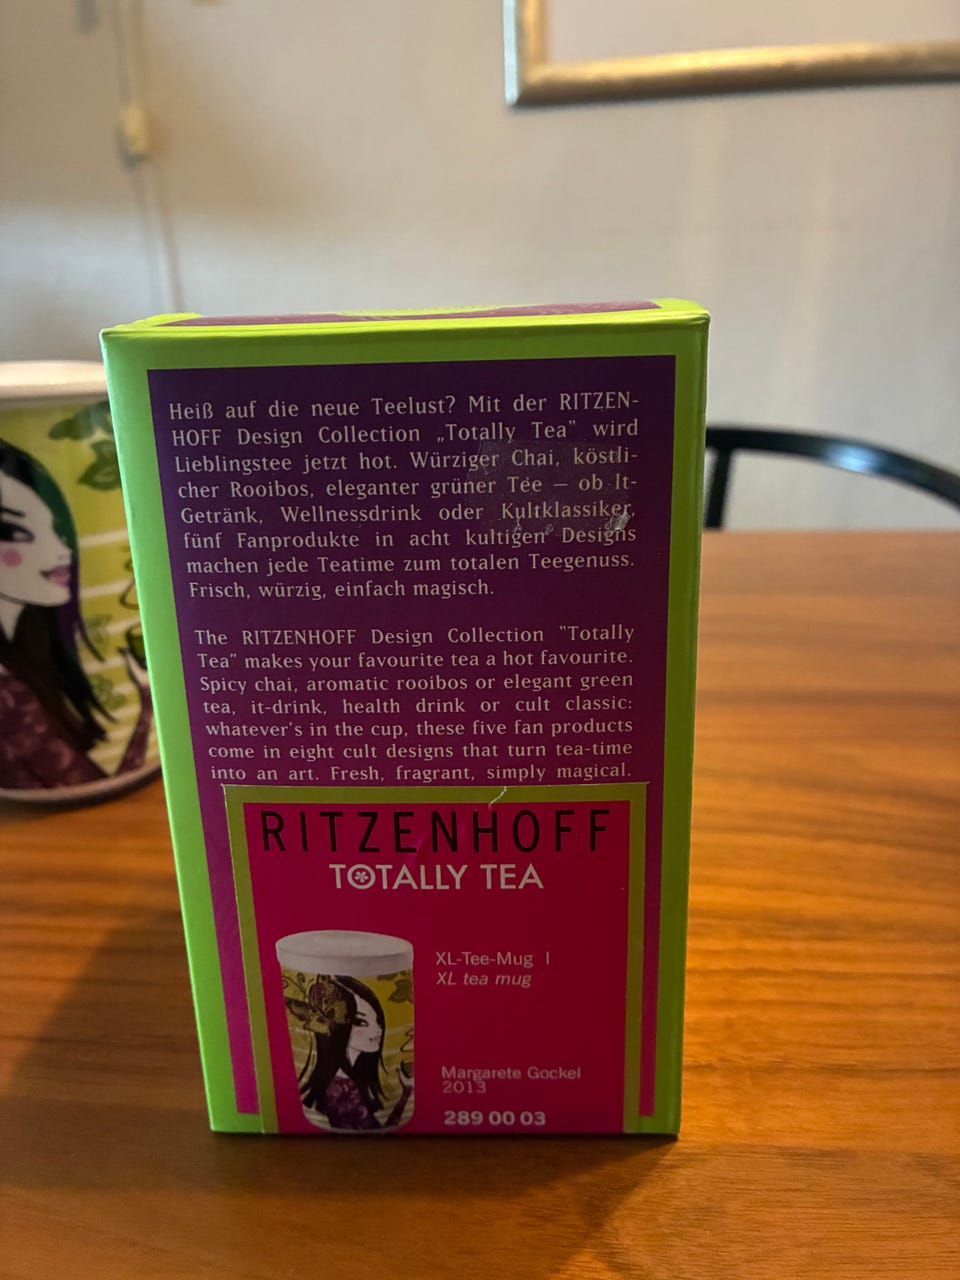 Heiß auf die neue Teelust? Mit der RITZEN-
HOFF Design Collection „Totally Tea" wird
Lieblingstee jetzt hot. Würziger Chai, köstli-
cher Rooibos, eleganter grüner Tee – ob It-
Getränk, Wellnessdrink oder Kultklassiker,
fünf Fanprodukte in acht kultigen Designs
machen jede Teatime zum totalen Teegenuss.
Frisch, würzig, einfach magisch.
The RITZENHOFF Design Collection "Totally
Tea" makes your favourite tea a hot favourite.
Spicy chai, aromatic rooibos or elegant green
tea, it-drink, health drink or cult classic:
whatever's in the cup, these five fan products
come in eight cult designs that turn tea-time
into an art. Fresh, fragrant, simply magical.
RITZENHOFF
TOTALLY TEA
XL-Tee-Mug |
XL tea mug
Margarete Gockel
2013
289 00 03